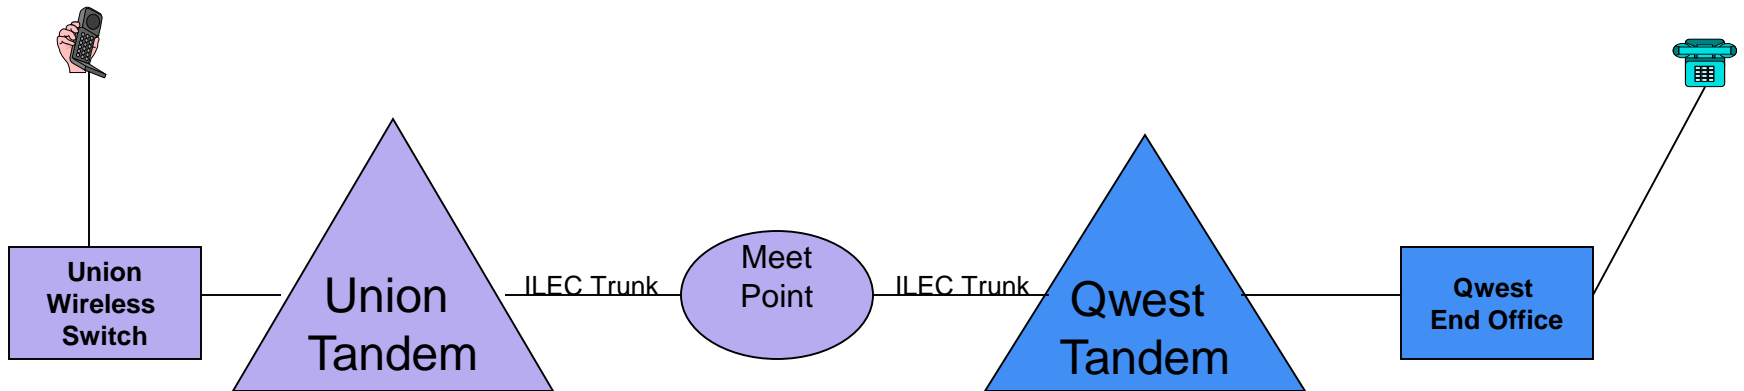 Union
Wireless
Switch
Union
Tandem
ILEC Trunk
Meet
Point
ILEC Trunk
Qwest
Tandem
Qwest
End Office